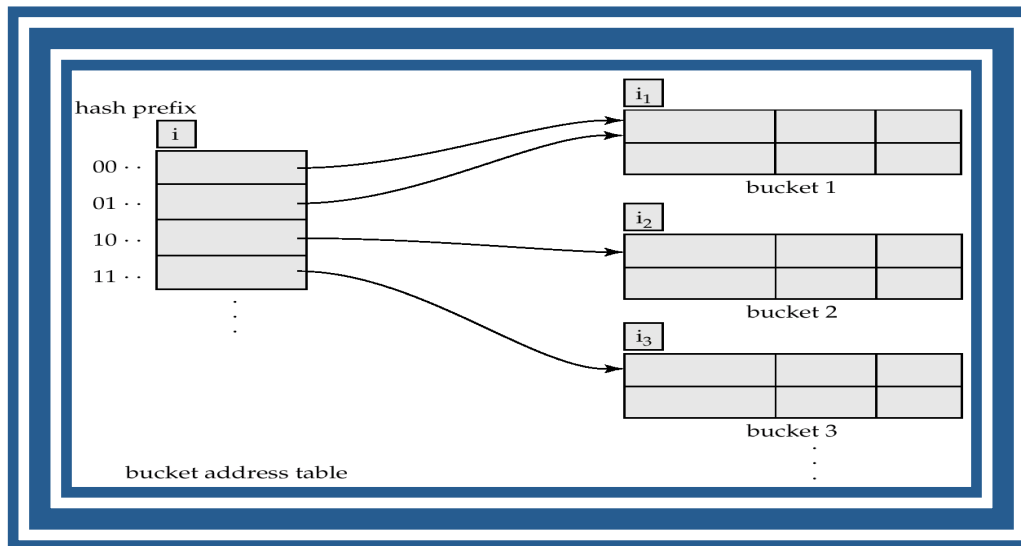 hash prefix
i
00 · ·
01 · ·
10 · ·
11 · ·
bucket address table
i₁
bucket 1
i₂
bucket 2
i₃
bucket 3